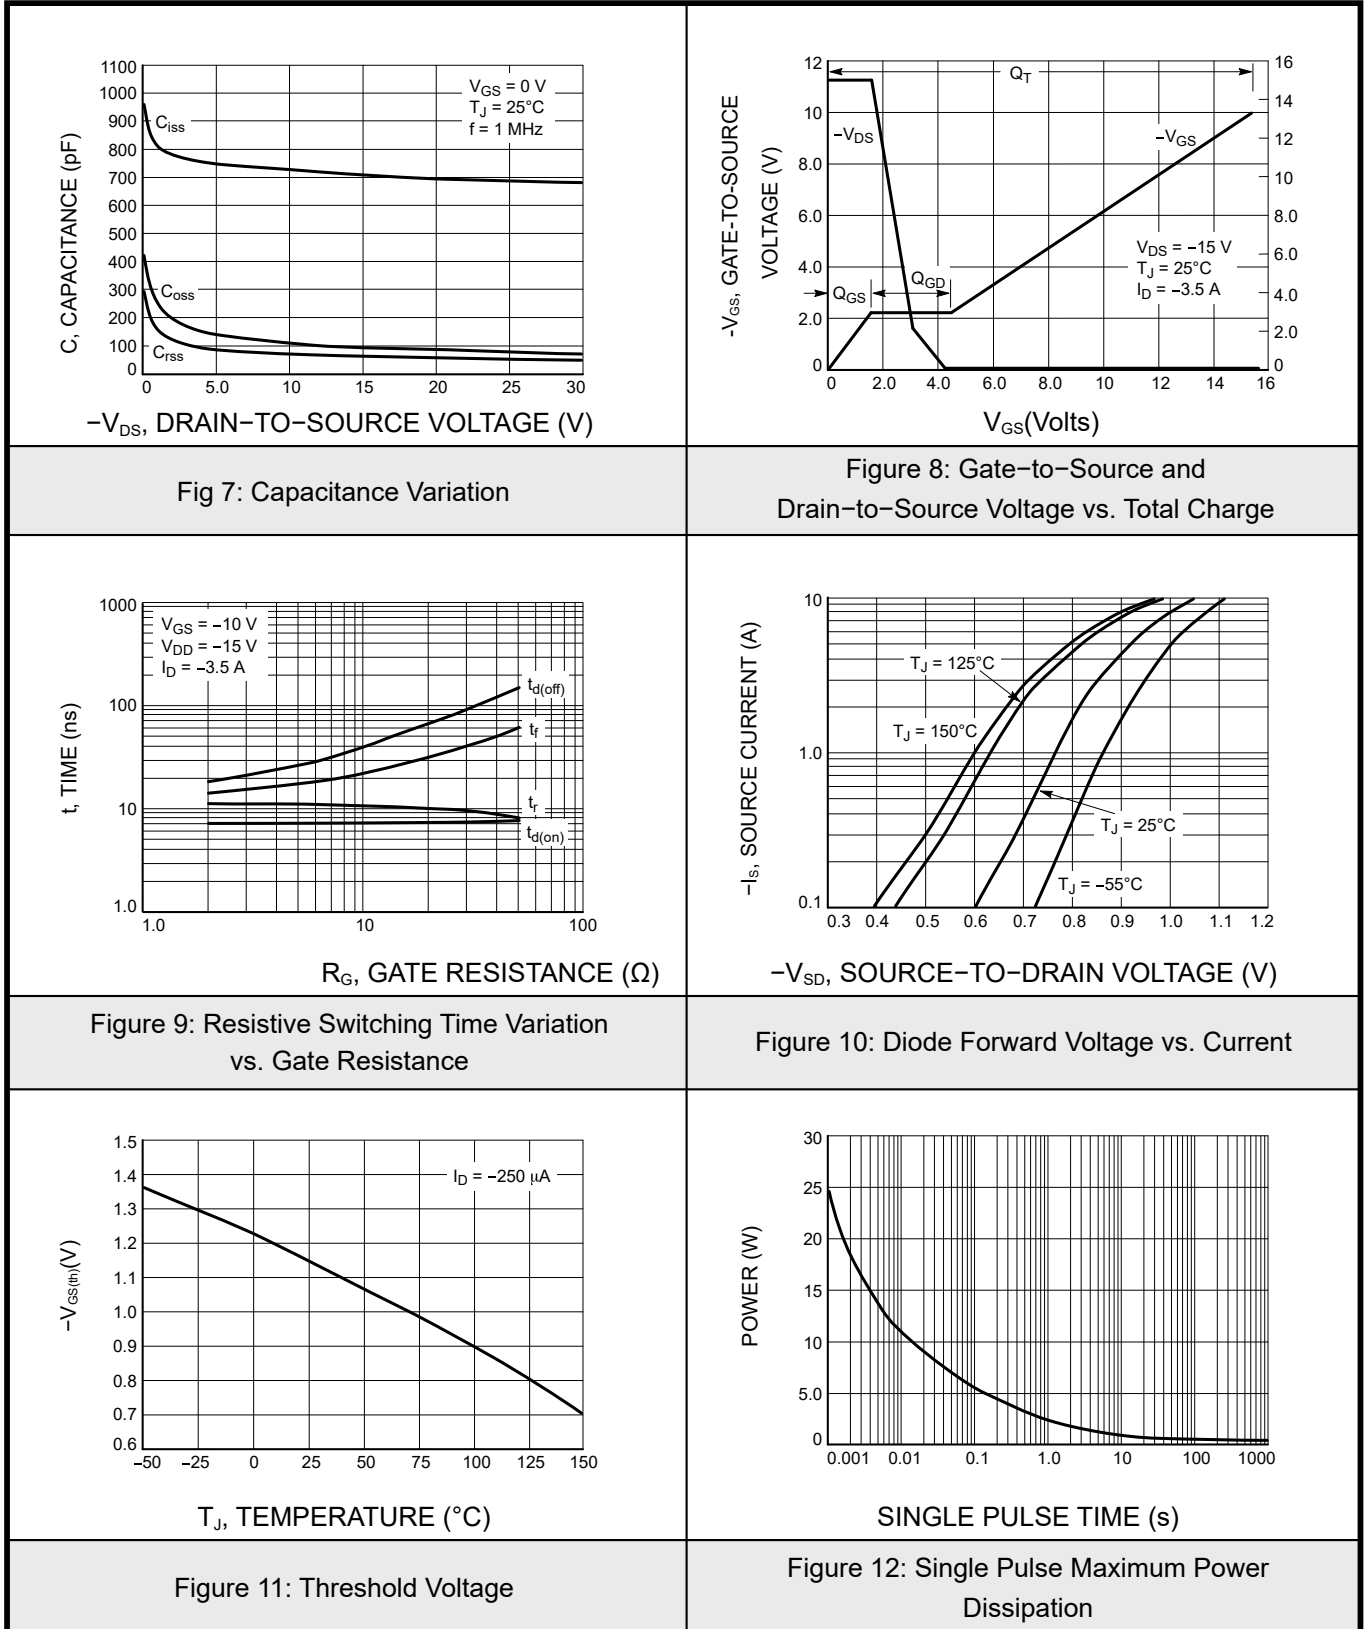 1100
1000
900
800
700
600
500
400
300
200
100
0
C, CAPACITANCE (pF)
VGS = 0 V
TJ = 25°C
f = 1 MHz
Ciss
Coss
Crss
0 5.0 10 15 20 25 30
−VDS, DRAIN−TO−SOURCE VOLTAGE (V)
Fig 7: Capacitance Variation
12
10
8.0
6.0
4.0
2.0
0
-VGS, GATE-TO-SOURCE
VOLTAGE (V)
QT
−VDS
−VGS
QGS
QGD
VDS = −15 V
TJ = 25°C
ID = −3.5 A
16
14
12
10
8.0
6.0
4.0
2.0
0
0 2.0 4.0 6.0 8.0 10 12 14 16
VGS(Volts)
Figure 8: Gate−to−Source and
Drain−to−Source Voltage vs. Total Charge
1000
100
10
1.0
t, TIME (ns)
VGS = −10 V
VDD = −15 V
ID = −3.5 A
td(off)
tf
tr
td(on)
1.0 10 100
RG, GATE RESISTANCE (Ω)
Figure 9: Resistive Switching Time Variation
vs. Gate Resistance
10
1.0
0.1
−IS, SOURCE CURRENT (A)
TJ = 125°C
TJ = 150°C
TJ = 25°C
TJ = −55°C
0.3 0.4 0.5 0.6 0.7 0.8 0.9 1.0 1.1 1.2
−VSD, SOURCE−TO−DRAIN VOLTAGE (V)
Figure 10: Diode Forward Voltage vs. Current
1.5
1.4
1.3
1.2
1.1
1.0
0.9
0.8
0.7
0.6
−VGS(th)(V)
ID = −250 µA
−50 −25 0 25 50 75 100 125 150
TJ, TEMPERATURE (°C)
Figure 11: Threshold Voltage
30
25
20
15
10
5.0
0
POWER (W)
0.001 0.01 0.1 1.0 10 100 1000
SINGLE PULSE TIME (s)
Figure 12: Single Pulse Maximum Power
Dissipation